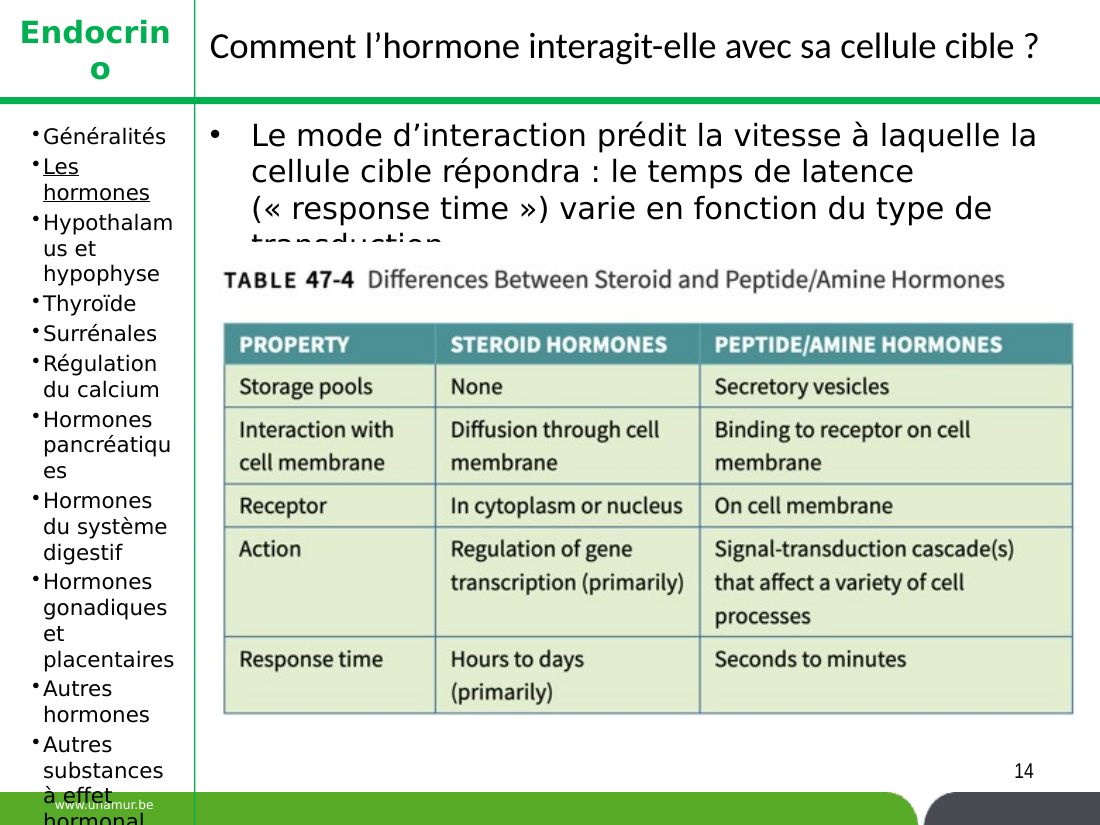 Endocrin
o
Comment l’hormone interagit-elle avec sa cellule cible ?
•Généralités
•Les
hormones
•Hypothalam
us et
hypophyse
•Thyroïde
•Surrénales
•Régulation
du calcium
•Hormones
pancréatiqu
es
•Hormones
du système
digestif
•Hormones
gonadiques
et
placentaires
•Autres
hormones
•Autres
substances
à effet
hormonal
• Le mode d’interaction prédit la vitesse à laquelle la
cellule cible répondra : le temps de latence
(« response time ») varie en fonction du type de
transduction
TABLE 47-4 Differences Between Steroid and Peptide/Amine Hormones
PROPERTY STEROID HORMONES PEPTIDE/AMINE HORMONES
Storage pools None Secretory vesicles
Interaction with Diffusion through cell Binding to receptor on cell
cell membrane membrane membrane
Receptor In cytoplasm or nucleus On cell membrane
Action Regulation of gene Signal-transduction cascade(s)
transcription (primarily) that affect a variety of cell
processes
Response time Hours to days Seconds to minutes
(primarily)
14
www.unamur.be